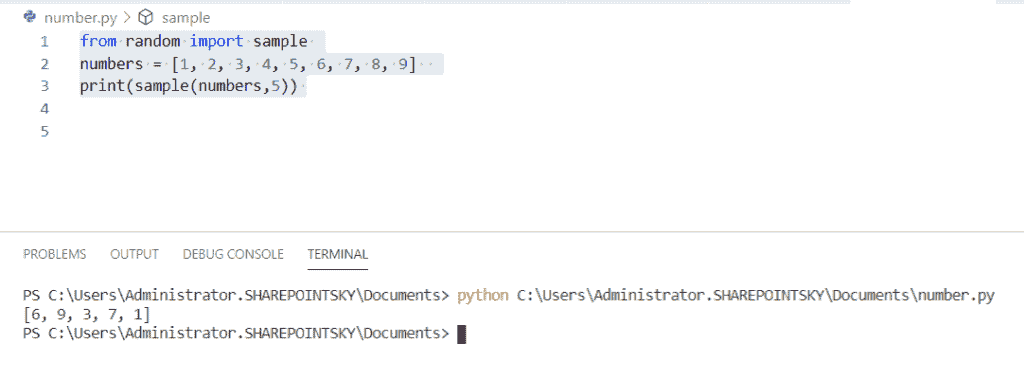 number.py > sample
1 from random import sample
2 numbers = [1, 2, 3, 4, 5, 6, 7, 8, 9]
3 print(sample(numbers,5))
4
5
PROBLEMS OUTPUT DEBUG CONSOLE TERMINAL
PS C:\Users\Administrator.SHAREPOINTSKY\Documents> python C:\Users\Administrator.SHAREPOINTSKY\Documents\number.py
[6, 9, 3, 7, 1]
PS C:\Users\Administrator.SHAREPOINTSKY\Documents>